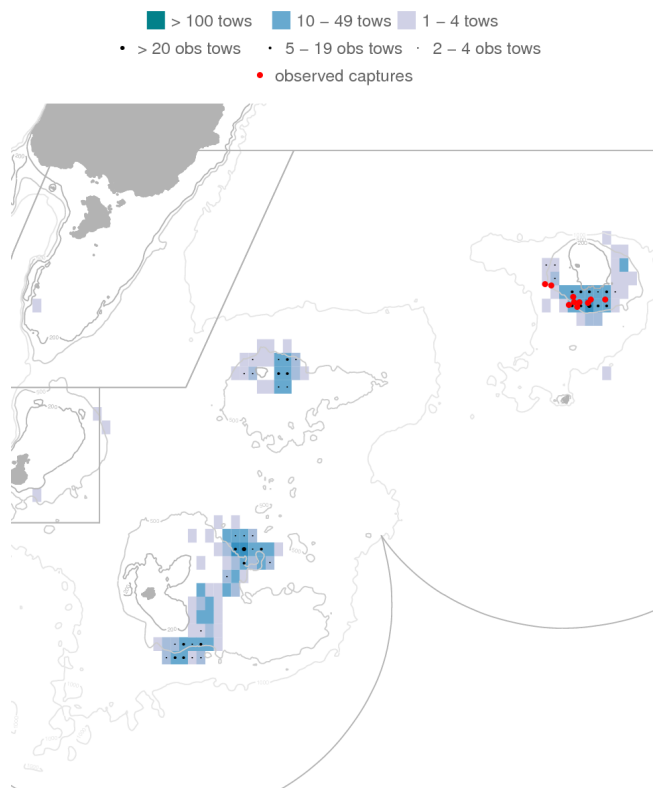 > 100 tows 10 – 49 tows 1 – 4 tows
> 20 obs tows 5 – 19 obs tows 2 – 4 obs tows
observed captures